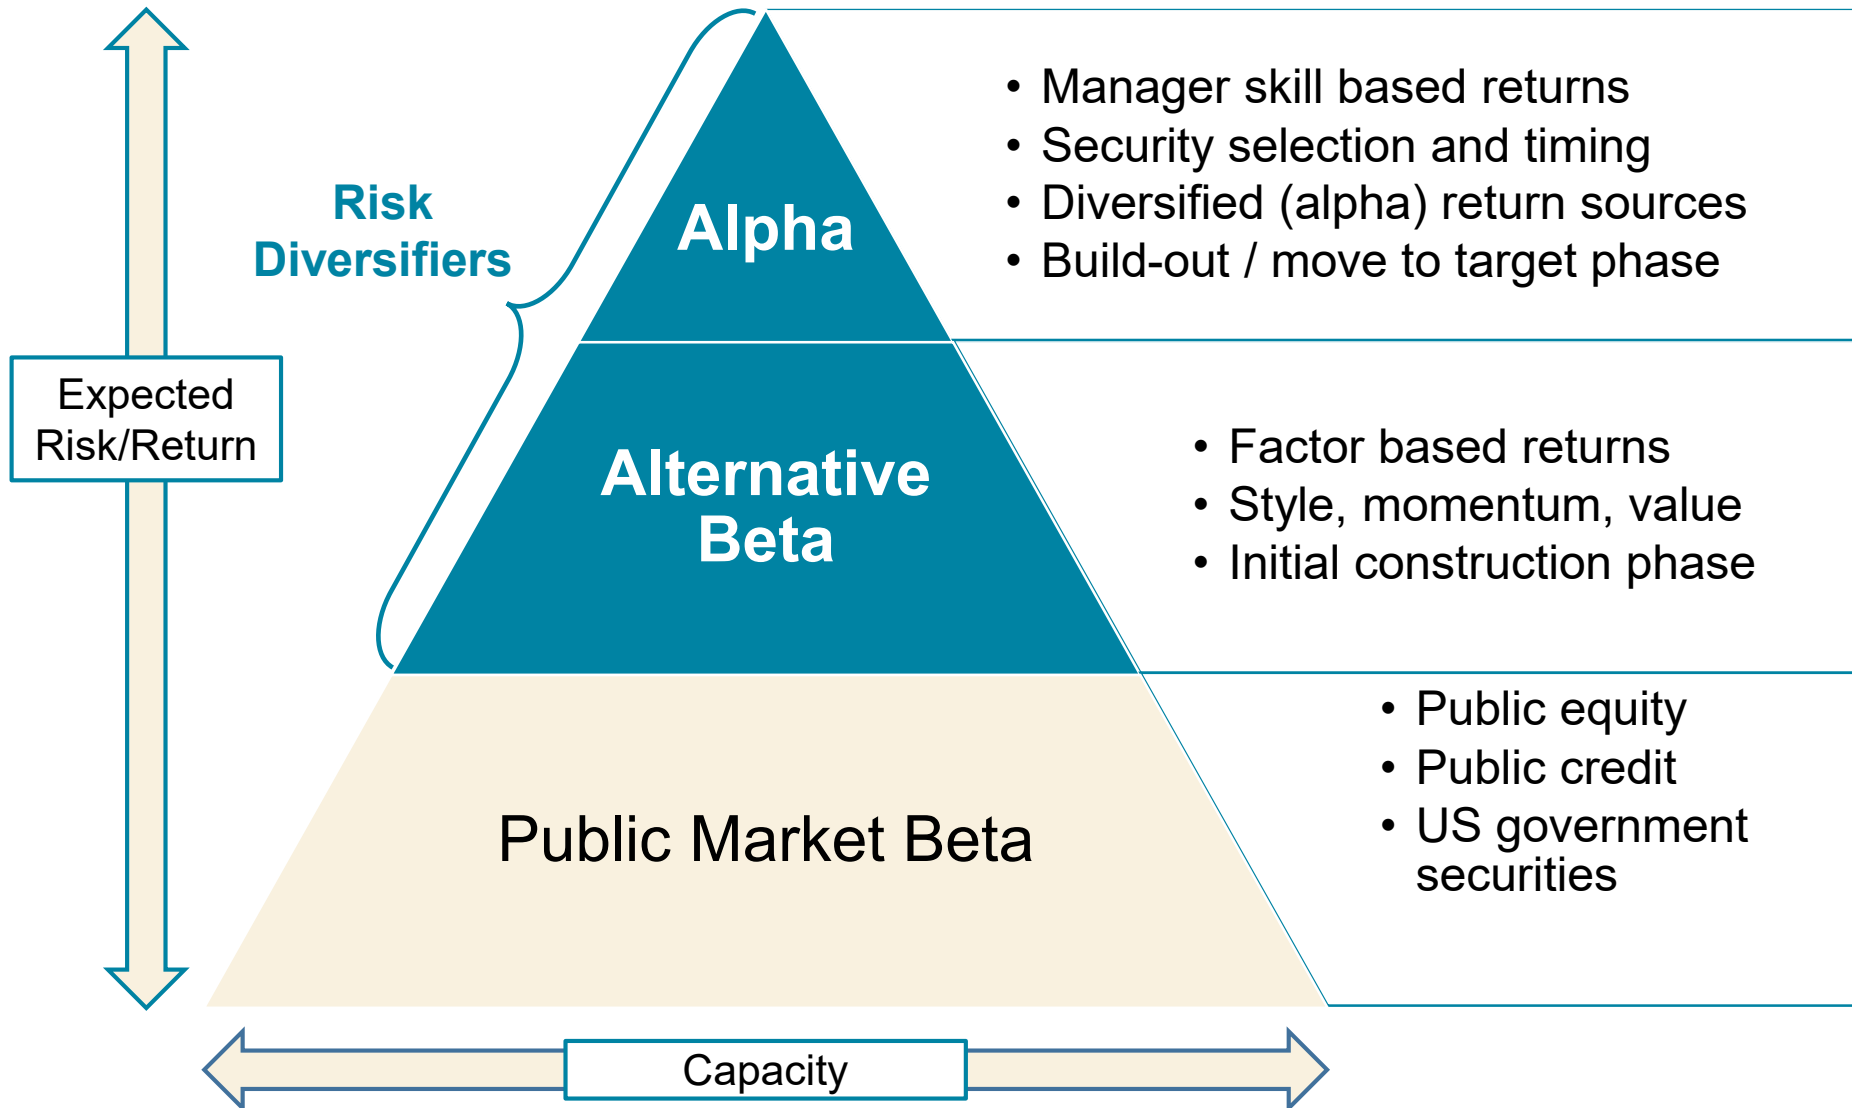 • Manager skill based returns
• Security selection and timing
• Diversified (alpha) return sources
• Build-out / move to target phase
Risk
Diversifiers
Alpha
Expected
Risk/Return
Alternative
Beta
• Factor based returns
• Style, momentum, value
• Initial construction phase
Public Market Beta
• Public equity
• Public credit
• US government
securities
Capacity